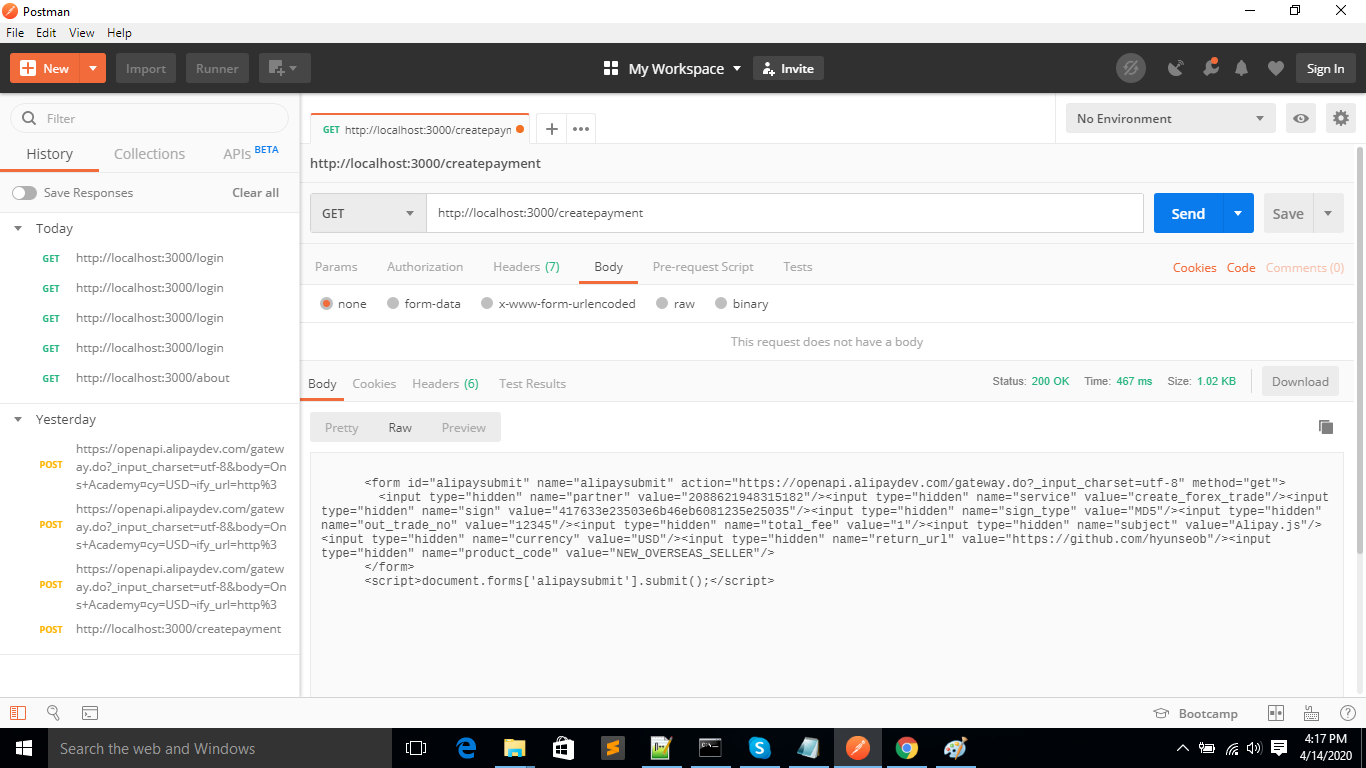 Postman
File Edit View Help
New Import Runner My Workspace Invite Sign In
Filter
History Collections APIs BETA
Save Responses Clear all
Today
GET http://localhost:3000/login
GET http://localhost:3000/login
GET http://localhost:3000/login
GET http://localhost:3000/login
GET http://localhost:3000/about
Yesterday
POST https://openapi.alipaydev.com/gatew
ay.do?_input_charset=utf-8&body=On
s+Academy¤cy=USD¬ify_url=http%3
POST https://openapi.alipaydev.com/gatew
ay.do?_input_charset=utf-8&body=On
s+Academy¤cy=USD¬ify_url=http%3
POST https://openapi.alipaydev.com/gatew
ay.do?_input_charset=utf-8&body=On
s+Academy¤cy=USD¬ify_url=http%3
POST http://localhost:3000/createpayment
GET http://localhost:3000/createpayn
No Environment
http://localhost:3000/createpayment
GET http://localhost:3000/createpayment Send Save
Params Authorization Headers (7) Body Pre-request Script Tests Cookies Code Comments (0)
none form-data x-www-form-urlencoded raw binary
This request does not have a body
Body Cookies Headers (6) Test Results Status: 200 OK Time: 467 ms Size: 1.02 KB Download
Pretty Raw Preview
<form id="alipaysubmit" name="alipaysubmit" action="https://openapi.alipaydev.com/gateway.do?_input_charset=utf-8" method="get">
<input type="hidden" name="partner" value="2088621948315182"/><input type="hidden" name="service" value="create_forex_trade"/><input
type="hidden" name="sign" value="417633e23503e6b46eb6081235e25035"/><input type="hidden" name="sign_type" value="MD5"/><input type="hidden"
name="out_trade_no" value="12345"/><input type="hidden" name="total_fee" value="1"/><input type="hidden" name="subject" value="Alipay.js"/>
<input type="hidden" name="currency" value="USD"/><input type="hidden" name="return_url" value="https://github.com/hyunseob"/><input
type="hidden" name="product_code" value="NEW_OVERSEAS_SELLER"/>
</form>
<script>document.forms['alipaysubmit'].submit();</script>
Bootcamp
Search the web and Windows
4:17 PM
4/14/2020